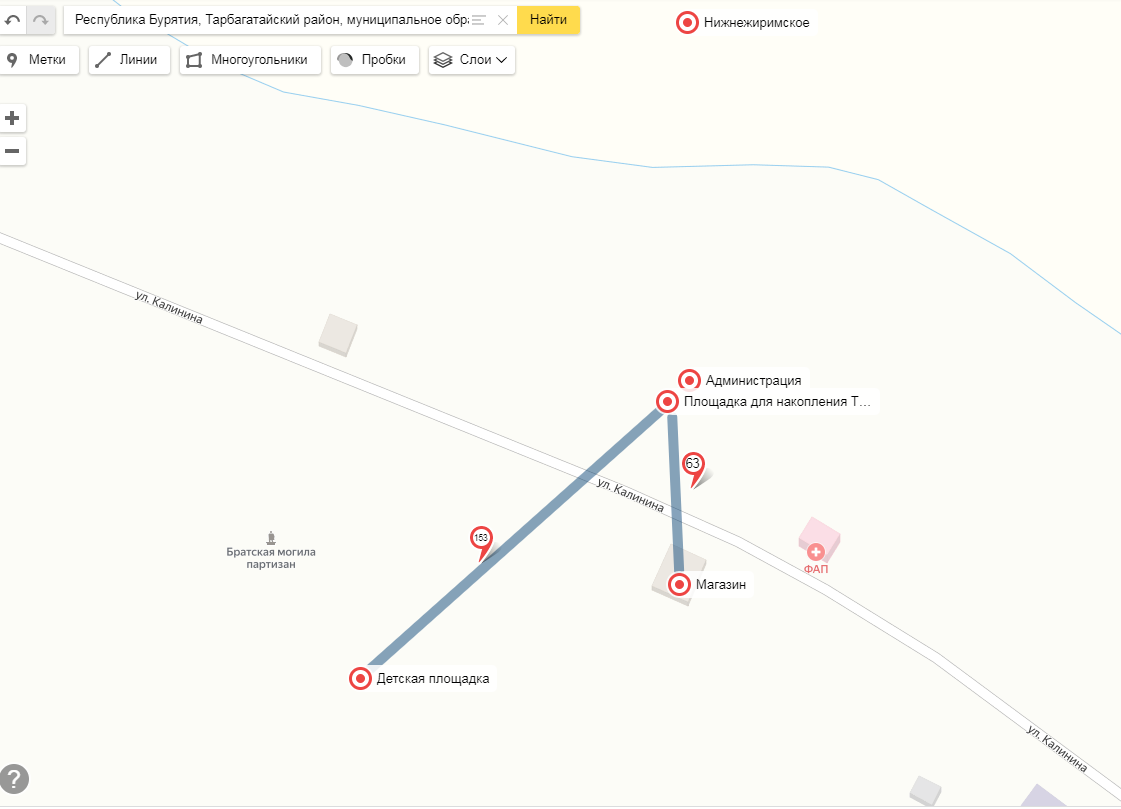 Республика Бурятия, Тарбагатайский район, муниципальное обр
Найти
Нижнежиримское
Метки
Линии
Многоугольники
Пробки
Слои
ул. Калинина
Администрация
Площадка для накопления Т...
63
ул. Калинина
153
Братская могила
партизан
ФАП
Магазин
Детская площадка
ул. Калинина
?